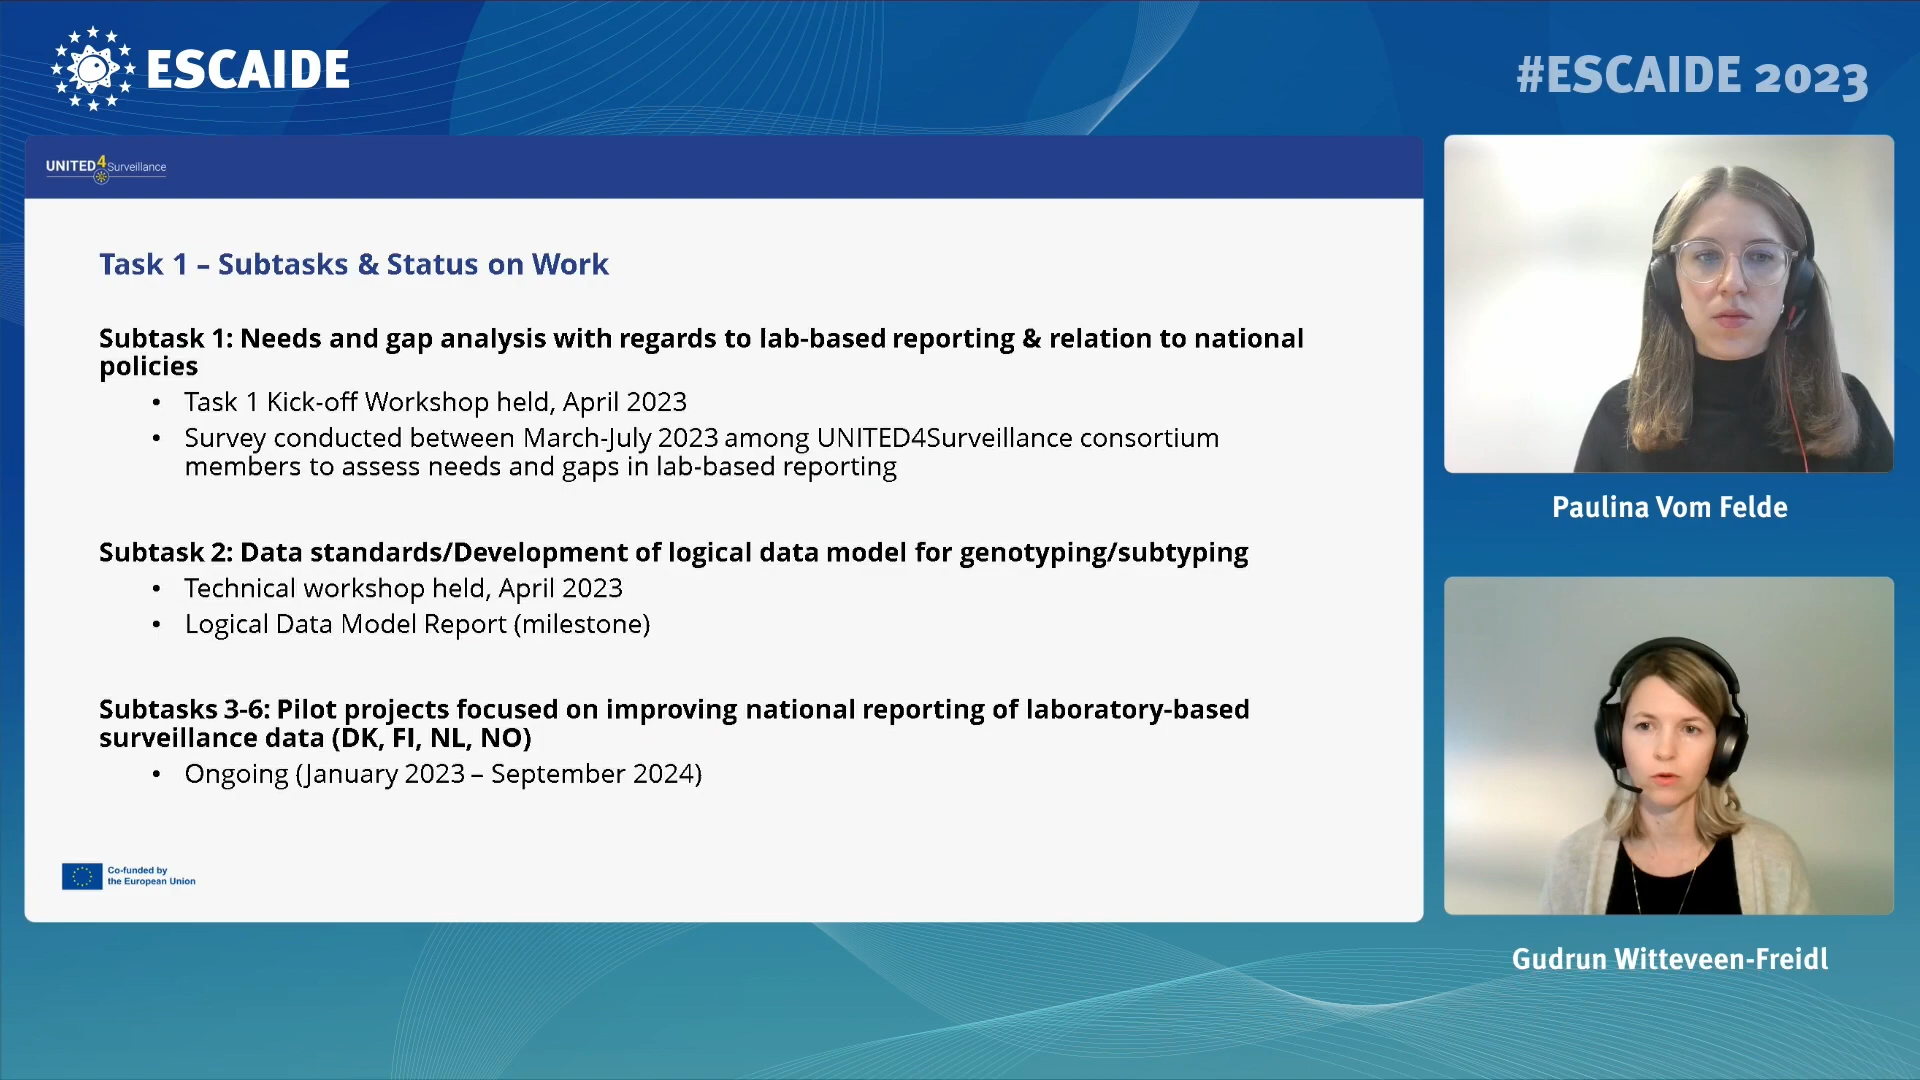 ESCAIDE
#ESCAIDE 2023
UNITED4Surveillance
Task 1 – Subtasks & Status on Work
Subtask 1: Needs and gap analysis with regards to lab-based reporting & relation to national
policies
• Task 1 Kick-off Workshop held, April 2023
• Survey conducted between March-July 2023 among UNITED4Surveillance consortium
members to assess needs and gaps in lab-based reporting
Subtask 2: Data standards/Development of logical data model for genotyping/subtyping
• Technical workshop held, April 2023
• Logical Data Model Report (milestone)
Subtasks 3-6: Pilot projects focused on improving national reporting of laboratory-based
surveillance data (DK, FI, NL, NO)
• Ongoing (January 2023 – September 2024)
Co-funded by
the European Union
Paulina Vom Felde
Gudrun Witteveen-Freidl